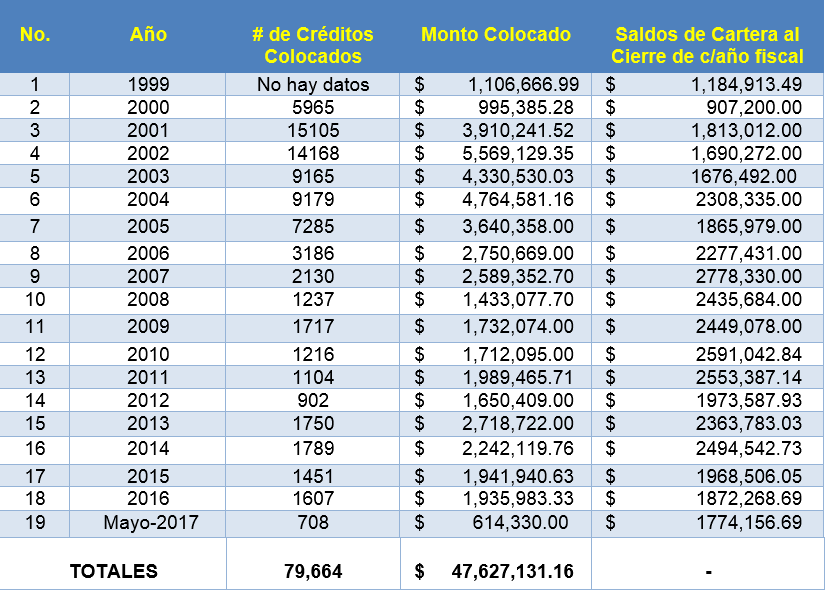 No. Año # de Créditos Colocados Monto Colocado Saldos de Cartera al Cierre de c/año fiscal
1 1999 No hay datos $ 1,106,666.99 $ 1,184,913.49
2 2000 5965 $ 995,385.28 $ 907,200.00
3 2001 15105 $ 3,910,241.52 $ 1,813,012.00
4 2002 14168 $ 5,569,129.35 $ 1,690,272.00
5 2003 9165 $ 4,330,530.03 $ 1676,492.00
6 2004 9179 $ 4,764,581.16 $ 2308,335.00
7 2005 7285 $ 3,640,358.00 $ 1865,979.00
8 2006 3186 $ 2,750,669.00 $ 2277,431.00
9 2007 2130 $ 2,589,352.70 $ 2778,330.00
10 2008 1237 $ 1,433,077.70 $ 2435,684.00
11 2009 1717 $ 1,732,074.00 $ 2449,078.00
12 2010 1216 $ 1,712,095.00 $ 2591,042.84
13 2011 1104 $ 1,989,465.71 $ 2553,387.14
14 2012 902 $ 1,650,409.00 $ 1973,587.93
15 2013 1750 $ 2,718,722.00 $ 2363,783.03
16 2014 1789 $ 2,242,119.76 $ 2494,542.73
17 2015 1451 $ 1,941,940.63 $ 1968,506.05
18 2016 1607 $ 1,935,983.33 $ 1872,268.69
19 Mayo-2017 708 $ 614,330.00 $ 1774,156.69
TOTALES 79,664 $ 47,627,131.16 -